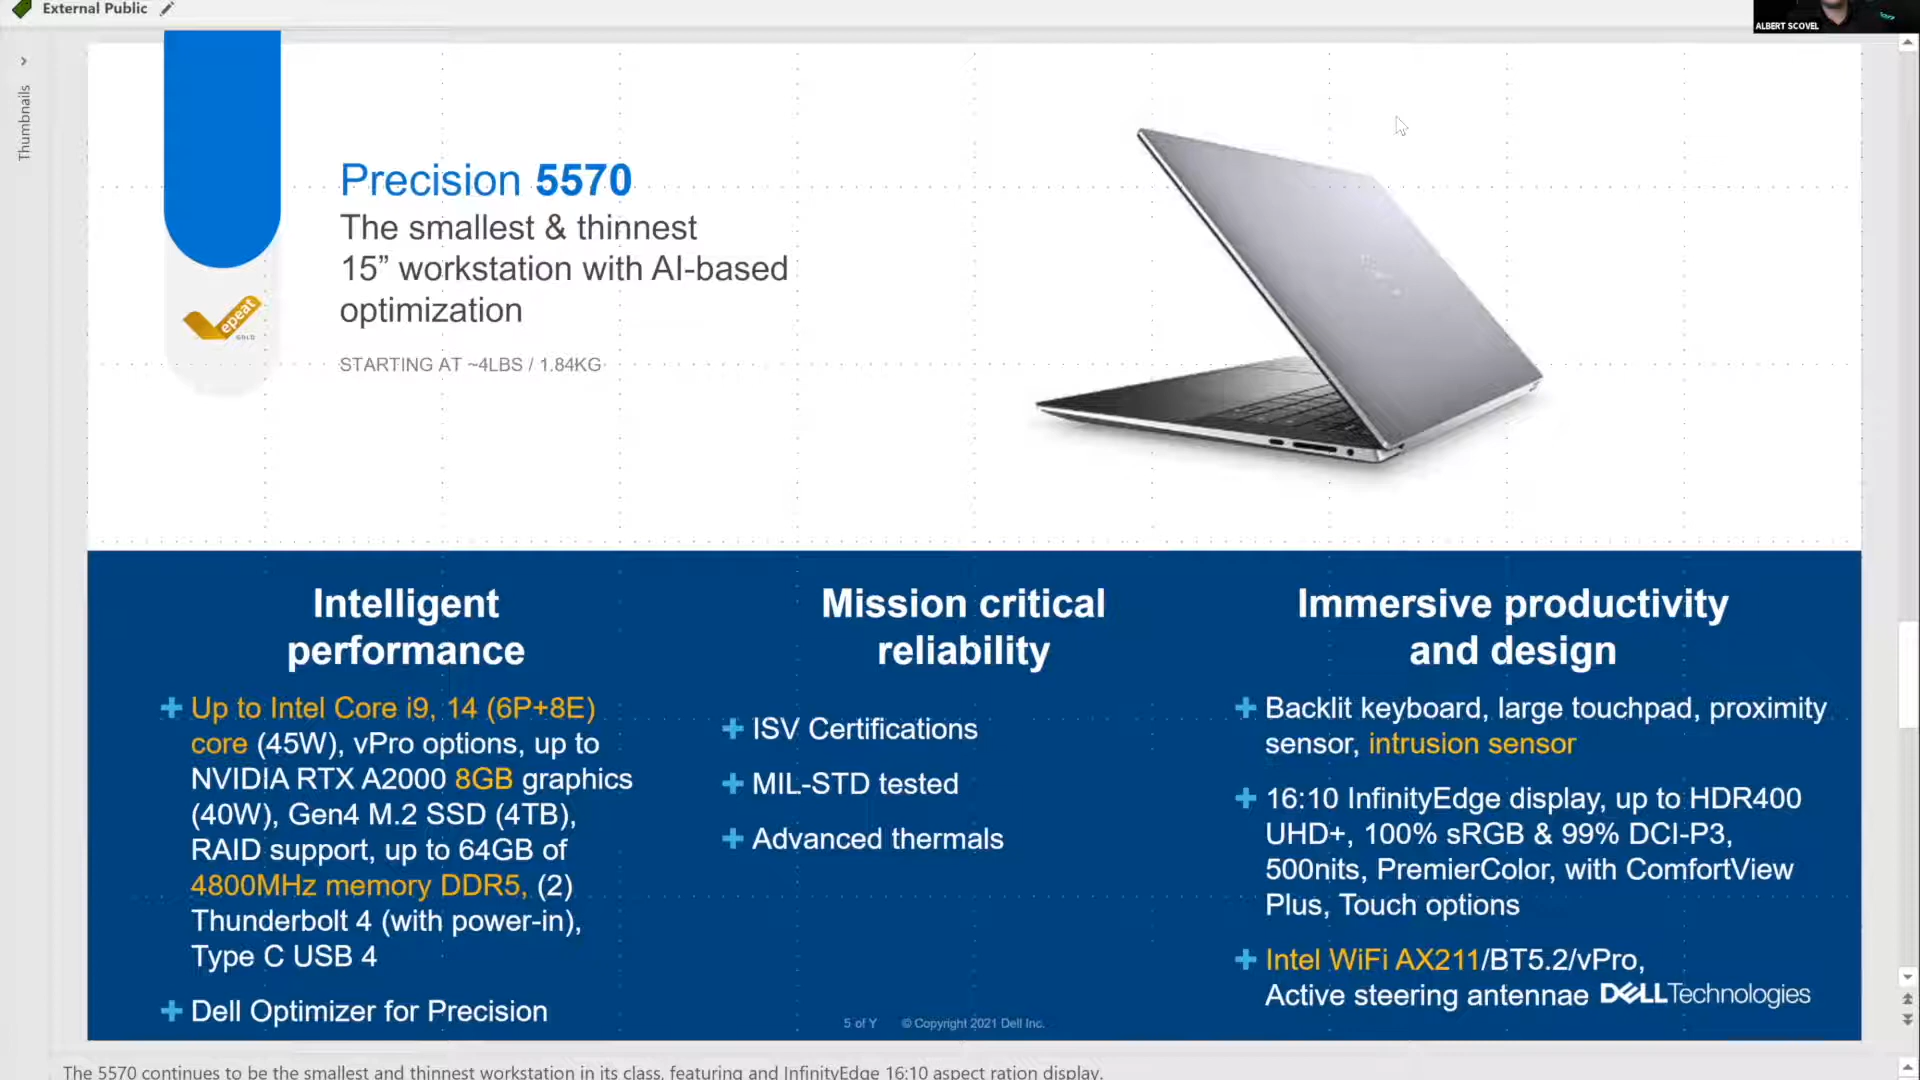 External Public
ALBERT SCOVEL
Thumbnails
Precision 5570
The smallest & thinnest
15” workstation with AI-based
optimization
epeat
GOLD
STARTING AT ~4LBS / 1.84KG
Intelligent
performance
Up to Intel Core i9, 14 (6P+8E)
core (45W), vPro options, up to
NVIDIA RTX A2000 8GB graphics
(40W), Gen4 M.2 SSD (4TB),
RAID support, up to 64GB of
4800MHz memory DDR5, (2)
Thunderbolt 4 (with power-in),
Type C USB 4
Dell Optimizer for Precision
Mission critical
reliability
ISV Certifications
MIL-STD tested
Advanced thermals
Immersive productivity
and design
Backlit keyboard, large touchpad, proximity
sensor, intrusion sensor
16:10 InfinityEdge display, up to HDR400
UHD+, 100% sRGB & 99% DCI-P3,
500nits, PremierColor, with ComfortView
Plus, Touch options
Intel WiFi AX211/BT5.2/vPro,
Active steering antennae
DELLTechnologies
5 of Y © Copyright 2021 Dell Inc.
The 5570 continues to be the smallest and thinnest workstation in its class, featuring and InfinityEdge 16:10 aspect ration display.